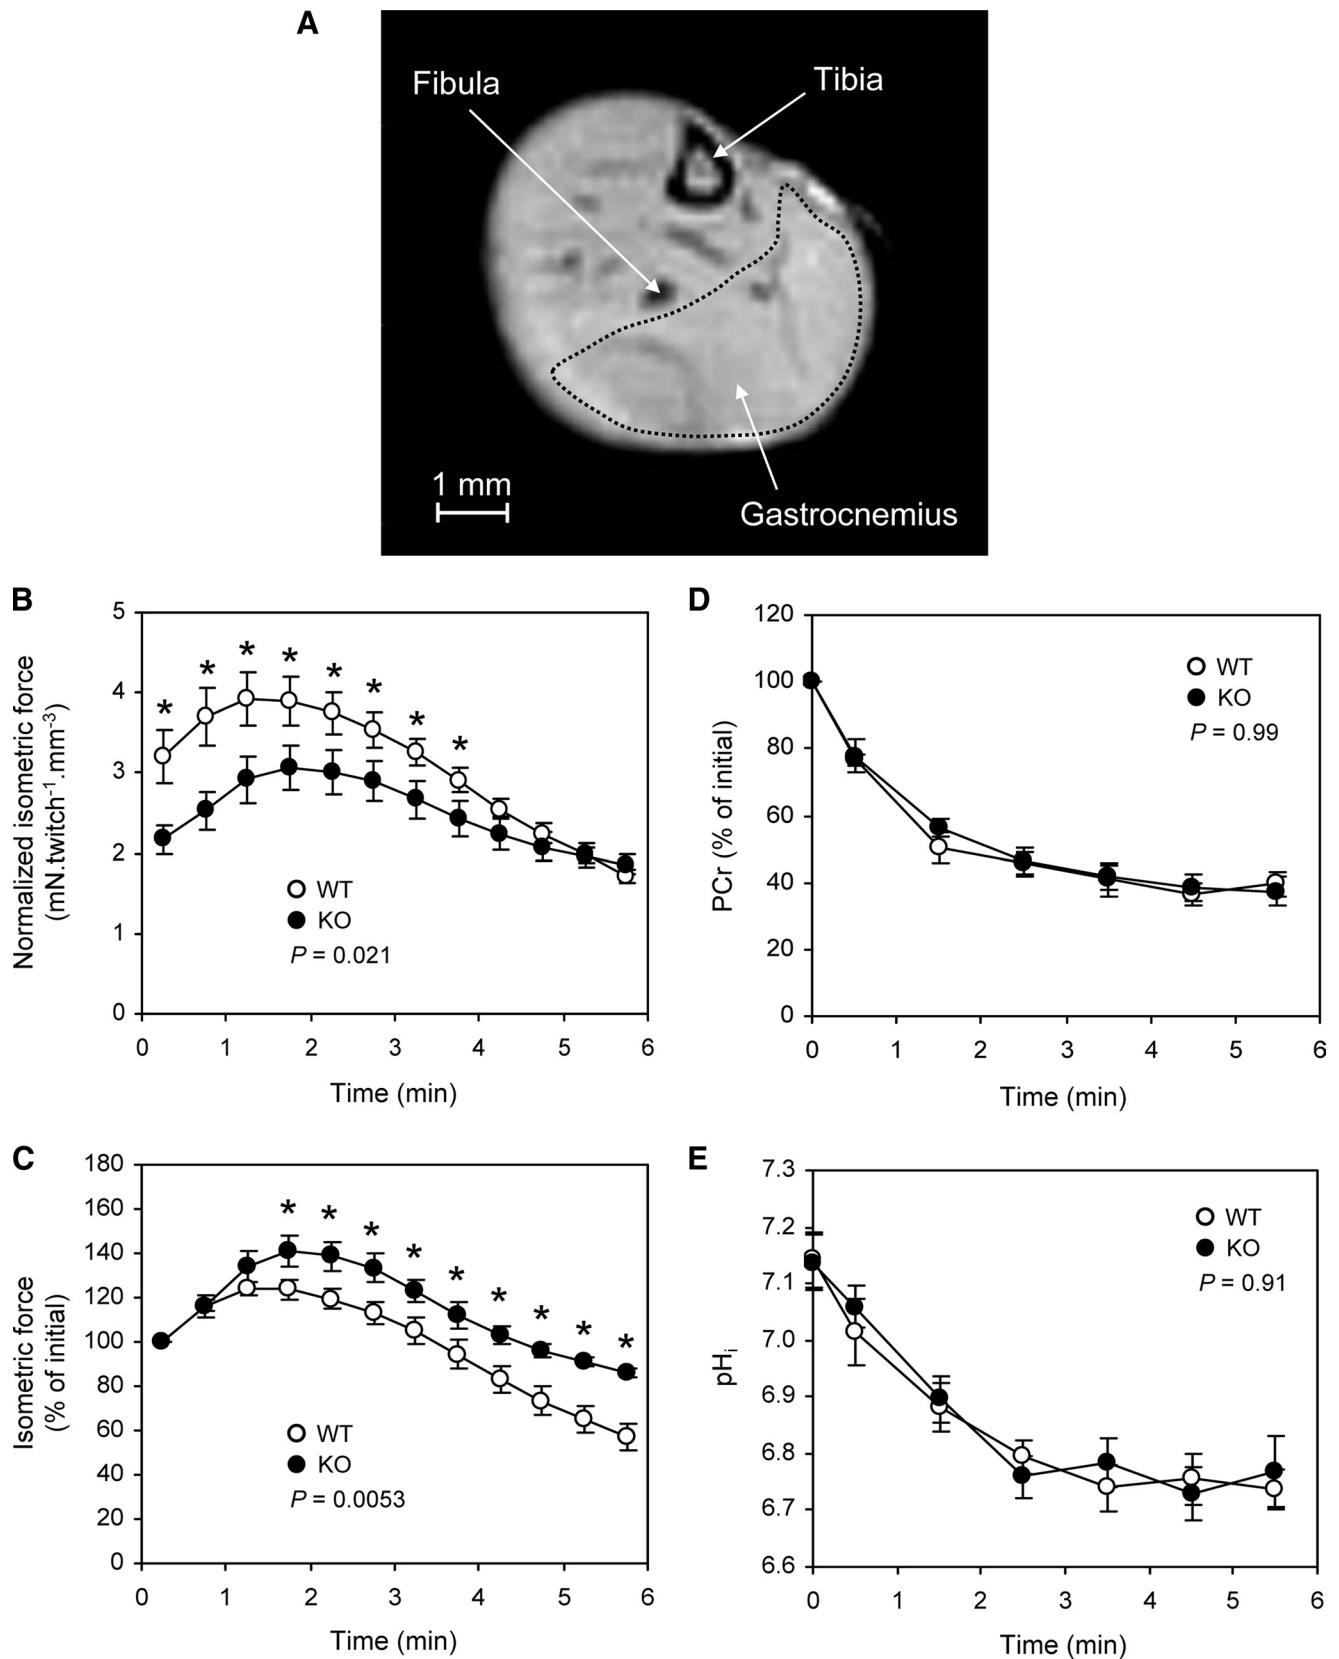 A
Fibula
Tibia
1 mm
Gastrocnemius
B
Normalized isometric force
(mN.twitch⁻¹.mm⁻³)
5
4
3
2
1
0
* * * * * * * *
WT
KO
P = 0.021
0 1 2 3 4 5 6
Time (min)
D
PCr (% of initial)
120
100
80
60
40
20
0
WT
KO
P = 0.99
0 1 2 3 4 5 6
Time (min)
C
Isometric force
(% of initial)
180
160
140
120
100
80
60
40
20
0
* * * * * * * * *
WT
KO
P = 0.0053
0 1 2 3 4 5 6
Time (min)
E
pHᵢ
7.3
7.2
7.1
7.0
6.9
6.8
6.7
6.6
WT
KO
P = 0.91
0 1 2 3 4 5 6
Time (min)